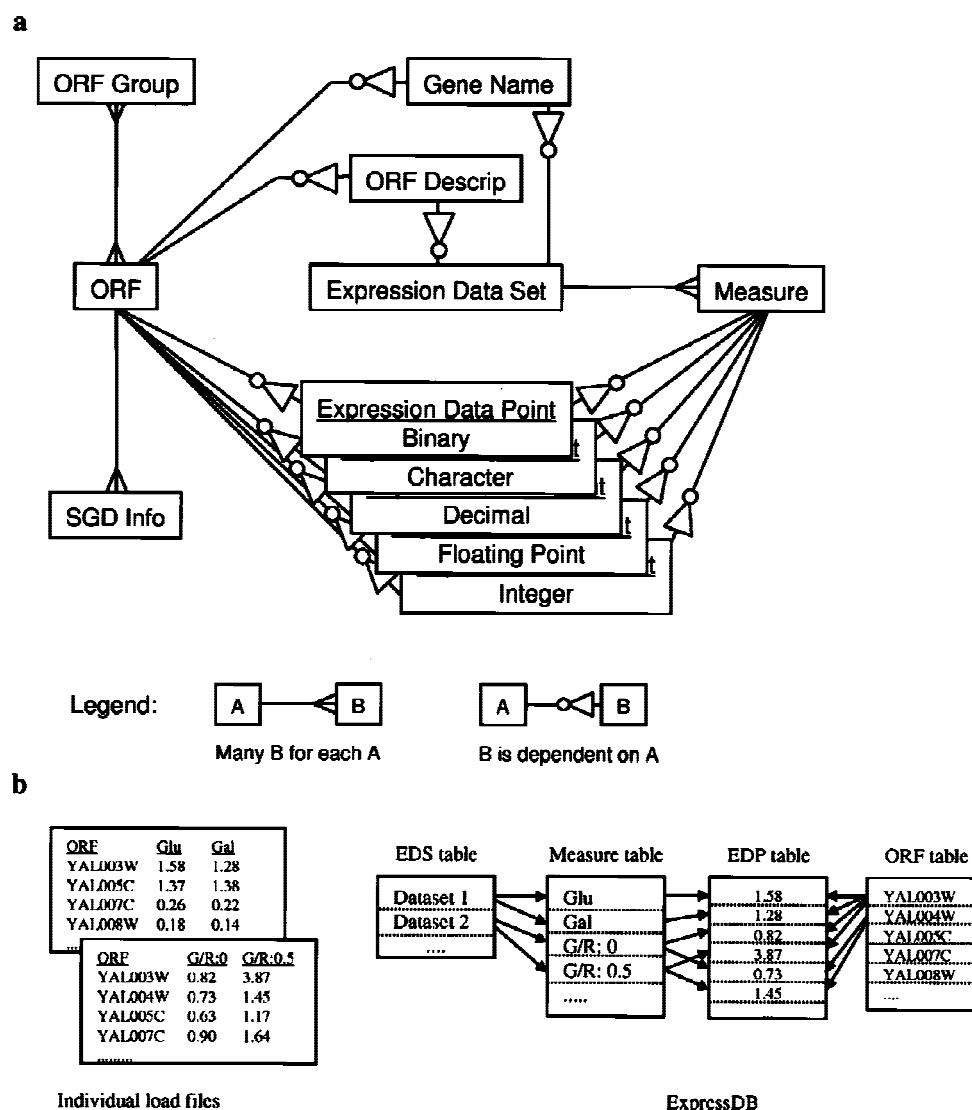 a
ORF Group
Gene Name
ORF Descrip
ORF
Expression Data Set
Measure
Expression Data Point
Binary
t
Character
it
Decimal
t
Floating Point
it
Integer
SGD Info
Legend:
A
B
A
B
Many B for each A
B is dependent on A
b
ORF Glu Gal
YAL003W 1.58 1.28
YAL005C 1.37 1.38
YAL007C 0.26 0.22
YAL008W 0.18 0.14
....
ORF G/R:0 G/R:0.5
YAL003W 0.82 3.87
YAL004W 0.73 1.45
YAL005C 0.63 1.17
YAL007C 0.90 1.64
.........
Individual load files
EDS table
Dataset 1
Dataset 2
....
Measure table
Glu
Gal
G/R: 0
G/R: 0.5
.....
EDP table
1.58
1.28
0.82
3.87
0.73
1.45
...
ORF table
YAL003W
YAL004W
YAL005C
YAL007C
YAL008W
....
ExpressDB